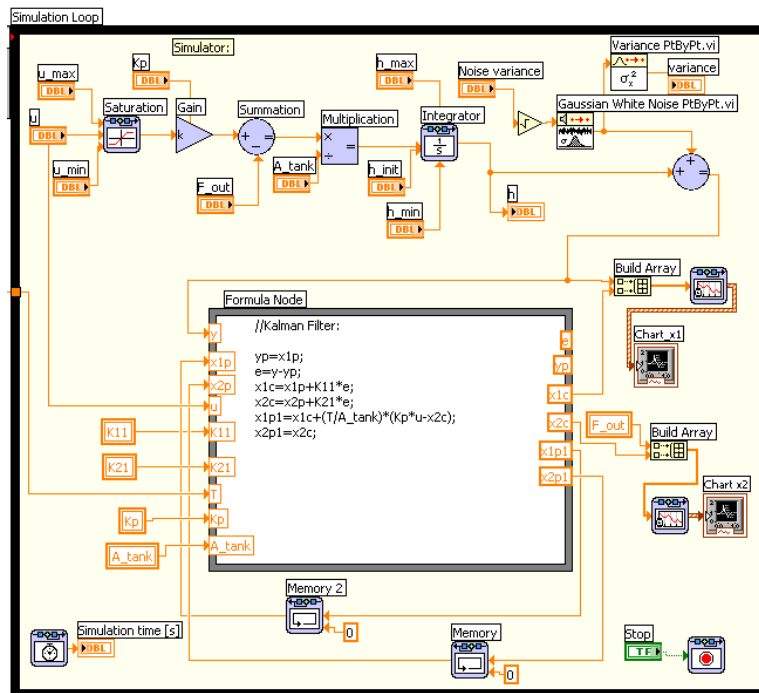 Simulation Loop
Simulator:
Variance PtByPt.vi
variance
DBL
σx²
u_max
DBL
Kp
DBL
h_max
DBL
Noise variance
DBL
Gaussian White Noise PtByPt.vi
Saturation
Gain
k
Summation
Multiplication
Integrator
1
s
u
DBL
u_min
DBL
F_out
DBL
A_tank
DBL
h_init
DBL
h_min
DBL
h
DBL
Build Array
Chart_x1
Formula Node
//Kalman Filter:
yp=x1p;
e=y-yp;
x1c=x1p+K11*e;
x2c=x2p+K21*e;
x1p1=x1c+(T/A_tank)*(Kp*u-x2c);
x2p1=x2c;
y
x1p
x2p
u
K11
K11
K21
K21
T
Kp
Kp
A_tank
A_tank
e
yp
x1c
x2c
x1p1
x2p1
F_out
Build Array
Chart x2
Memory 2
0
Memory
0
Simulation time [s]
DBL
Stop
TF